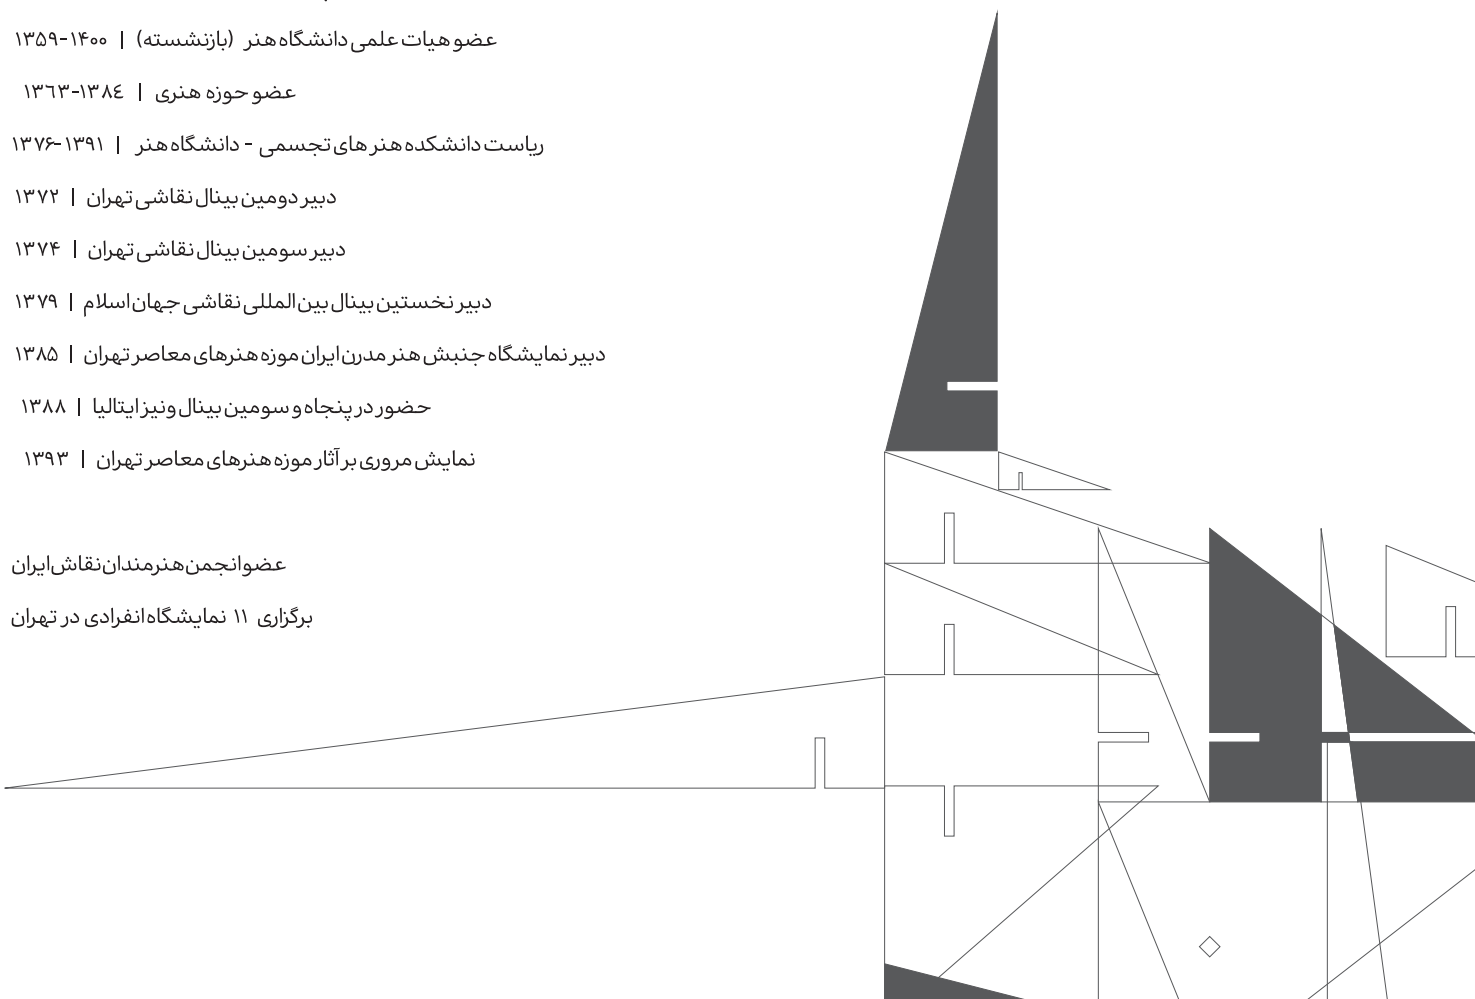 عضو هیات علمی دانشگاه هنر (بازنشسته) | ۱۳۵۹-۱۴۰۰
عضو حوزه هنری | ١٣٦٣-١٣٨٤
ریاست دانشکده هنر های تجسمی - دانشگاه هنر | ۱۳۷۶-۱۳۹۱
دبیر دومین بینال نقاشی تهران | ۱۳۷۲
دبیر سومین بینال نقاشی تهران | ۱۳۷۴
دبیر نخستین بینال بین المللی نقاشی جهان اسلام | ۱۳۷۹
دبیر نمایشگاه جنبش هنر مدرن ایران موزه هنرهای معاصر تهران | ۱۳۸۵
حضور در پنجاه و سومین بینال ونیز ایتالیا | ۱۳۸۸
نمایش مروری بر آثار موزه هنرهای معاصر تهران | ۱۳۹۳
عضو انجمن هنرمندان نقاش ایران
برگزاری ۱۱ نمایشگاه انفرادی در تهران